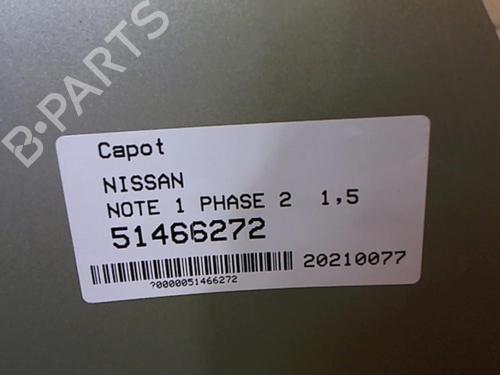 B-PARTS
Capot
NISSAN
NOTE 1 PHASE 2 1,5
51466272
20210077
?0000051466272